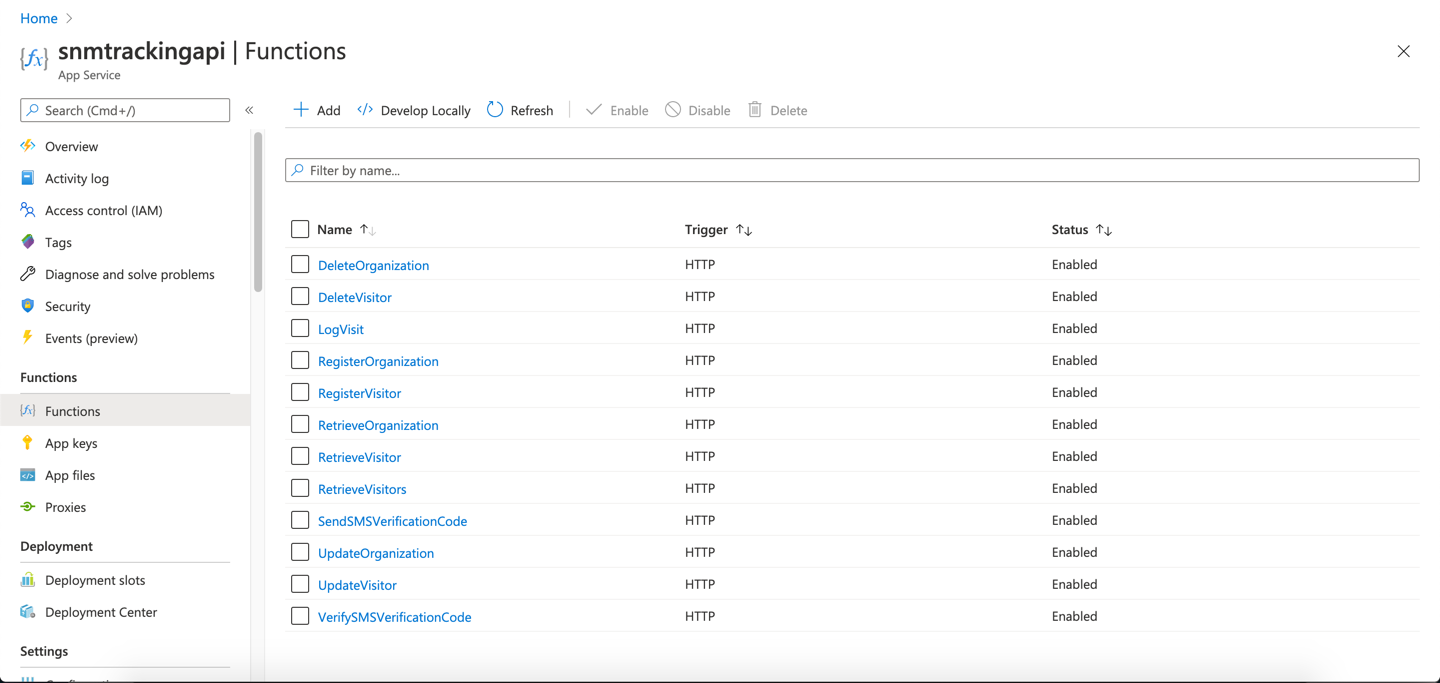 Home
snmtrackingapi | Functions
App Service
Search (Cmd+/)
Overview
Activity log
Access control (IAM)
Tags
Diagnose and solve problems
Security
Events (preview)
Functions
Functions
App keys
App files
Proxies
Deployment
Deployment slots
Deployment Center
Settings
Add Develop Locally Refresh Enable Disable Delete
Filter by name...
Name Trigger Status
DeleteOrganization HTTP Enabled
DeleteVisitor HTTP Enabled
LogVisit HTTP Enabled
RegisterOrganization HTTP Enabled
RegisterVisitor HTTP Enabled
RetrieveOrganization HTTP Enabled
RetrieveVisitor HTTP Enabled
RetrieveVisitors HTTP Enabled
SendSMSVerificationCode HTTP Enabled
UpdateOrganization HTTP Enabled
UpdateVisitor HTTP Enabled
VerifySMSVerificationCode HTTP Enabled